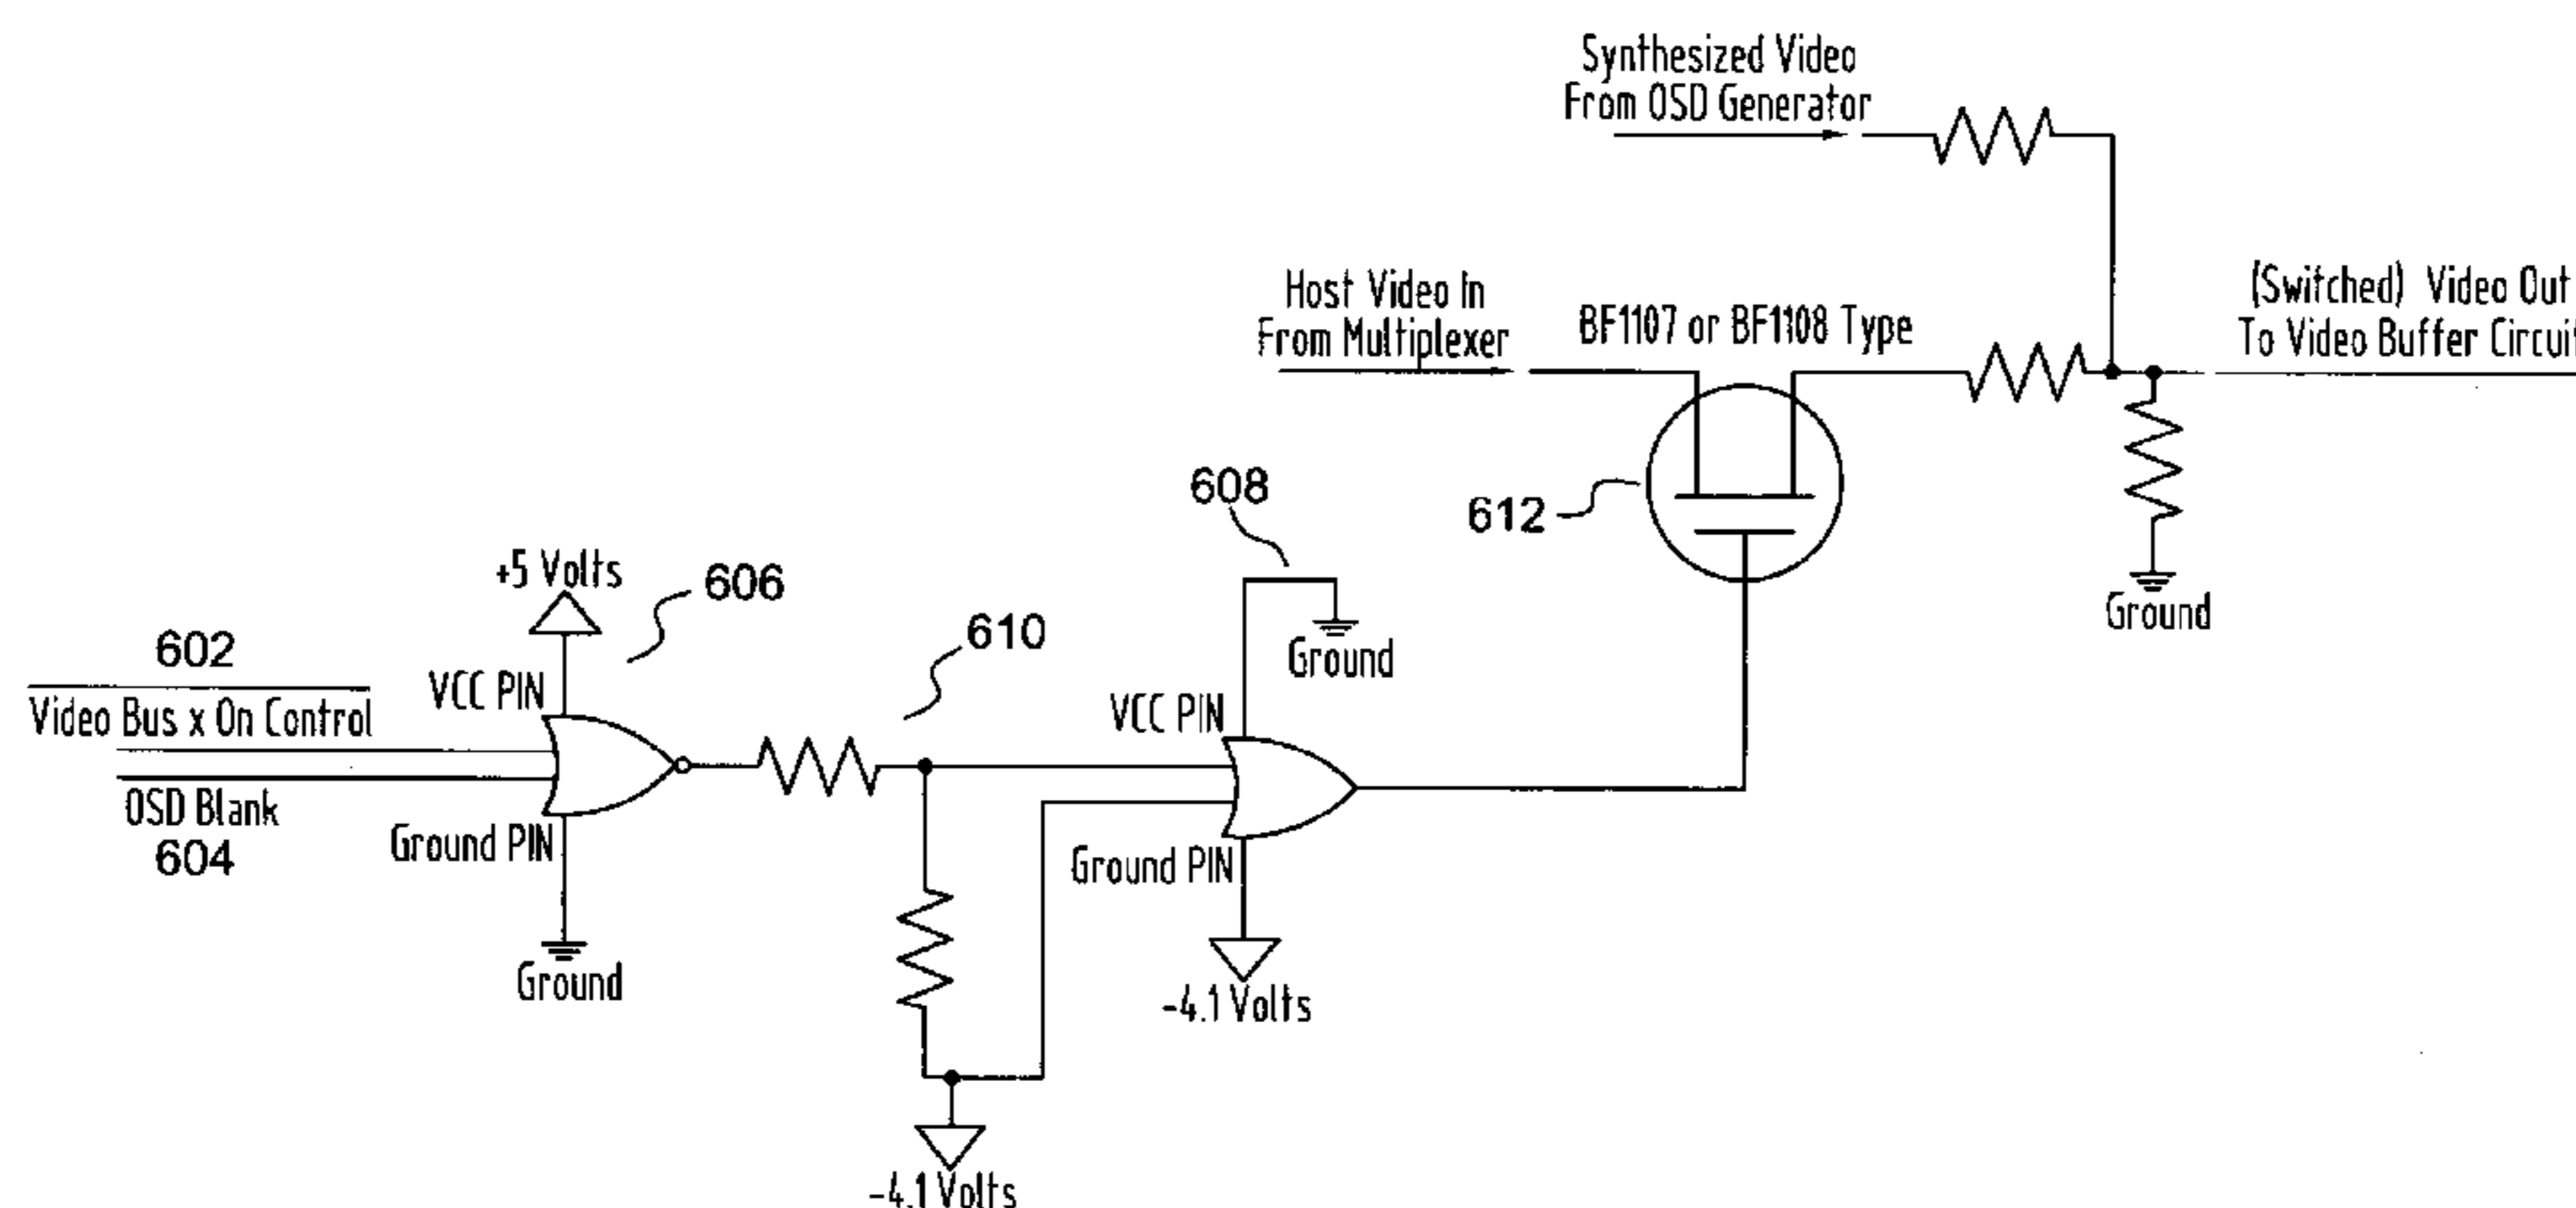 Synthesized Video
From OSD Generator
Host Video In
From Multiplexer
BF1107 or BF1108 Type
(Switched) Video Out
To Video Buffer Circuit
608
612
Ground
+5 Volts
606
610
Ground
602
Video Bus x On Control
VCC PIN
VCC PIN
OSD Blank
604
Ground PIN
Ground PIN
Ground
-4.1 Volts
-4.1 Volts